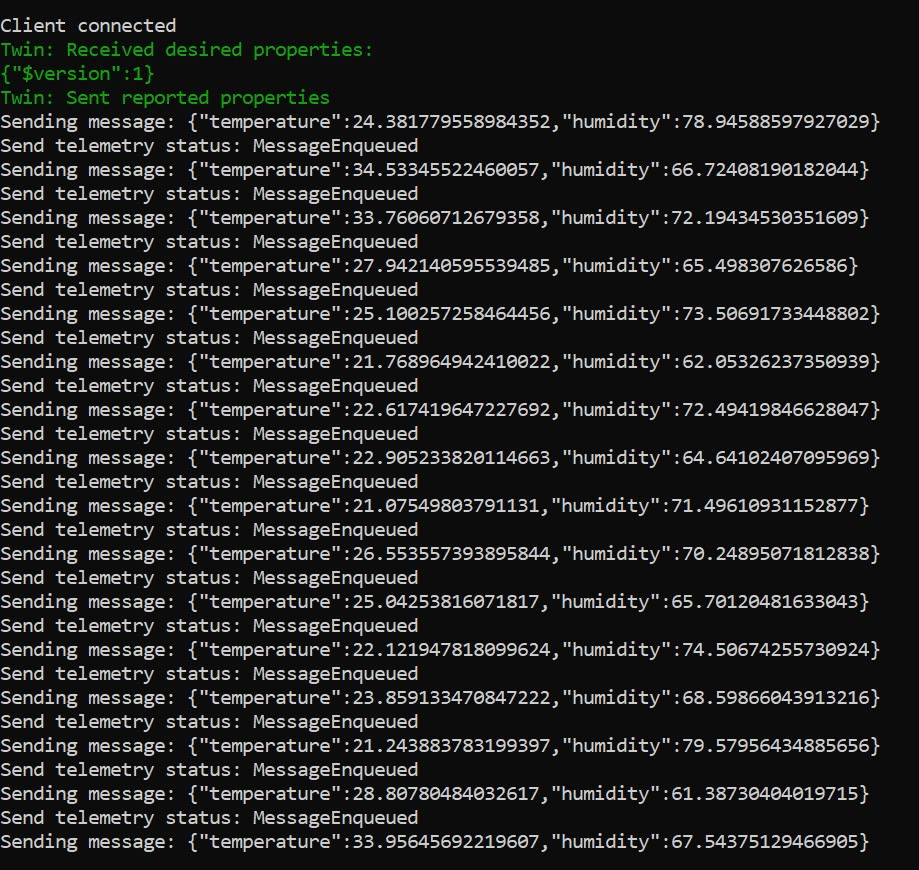 Client connected
Twin: Received desired properties:
{"$version":1}
Twin: Sent reported properties
Sending message: {"temperature":24.381779558984352,"humidity":78.94588597927029}
Send telemetry status: MessageEnqueued
Sending message: {"temperature":34.53345522460057,"humidity":66.72408190182044}
Send telemetry status: MessageEnqueued
Sending message: {"temperature":33.76060712679358,"humidity":72.19434530351609}
Send telemetry status: MessageEnqueued
Sending message: {"temperature":27.942140595539485,"humidity":65.498307626586}
Send telemetry status: MessageEnqueued
Sending message: {"temperature":25.100257258464456,"humidity":73.50691733448802}
Send telemetry status: MessageEnqueued
Sending message: {"temperature":21.768964942410022,"humidity":62.05326237350939}
Send telemetry status: MessageEnqueued
Sending message: {"temperature":22.617419647227692,"humidity":72.49419846628047}
Send telemetry status: MessageEnqueued
Sending message: {"temperature":22.905233820114663,"humidity":64.64102407095969}
Send telemetry status: MessageEnqueued
Sending message: {"temperature":21.07549803791131,"humidity":71.49610931152877}
Send telemetry status: MessageEnqueued
Sending message: {"temperature":26.553557393895844,"humidity":70.24895071812838}
Send telemetry status: MessageEnqueued
Sending message: {"temperature":25.04253816071817,"humidity":65.70120481633043}
Send telemetry status: MessageEnqueued
Sending message: {"temperature":22.121947818099624,"humidity":74.50674255730924}
Send telemetry status: MessageEnqueued
Sending message: {"temperature":23.859133470847222,"humidity":68.59866043913216}
Send telemetry status: MessageEnqueued
Sending message: {"temperature":21.243883783199397,"humidity":79.57956434885656}
Send telemetry status: MessageEnqueued
Sending message: {"temperature":28.80780484032617,"humidity":61.38730404019715}
Send telemetry status: MessageEnqueued
Sending message: {"temperature":33.95645692219607,"humidity":67.54375129466905}